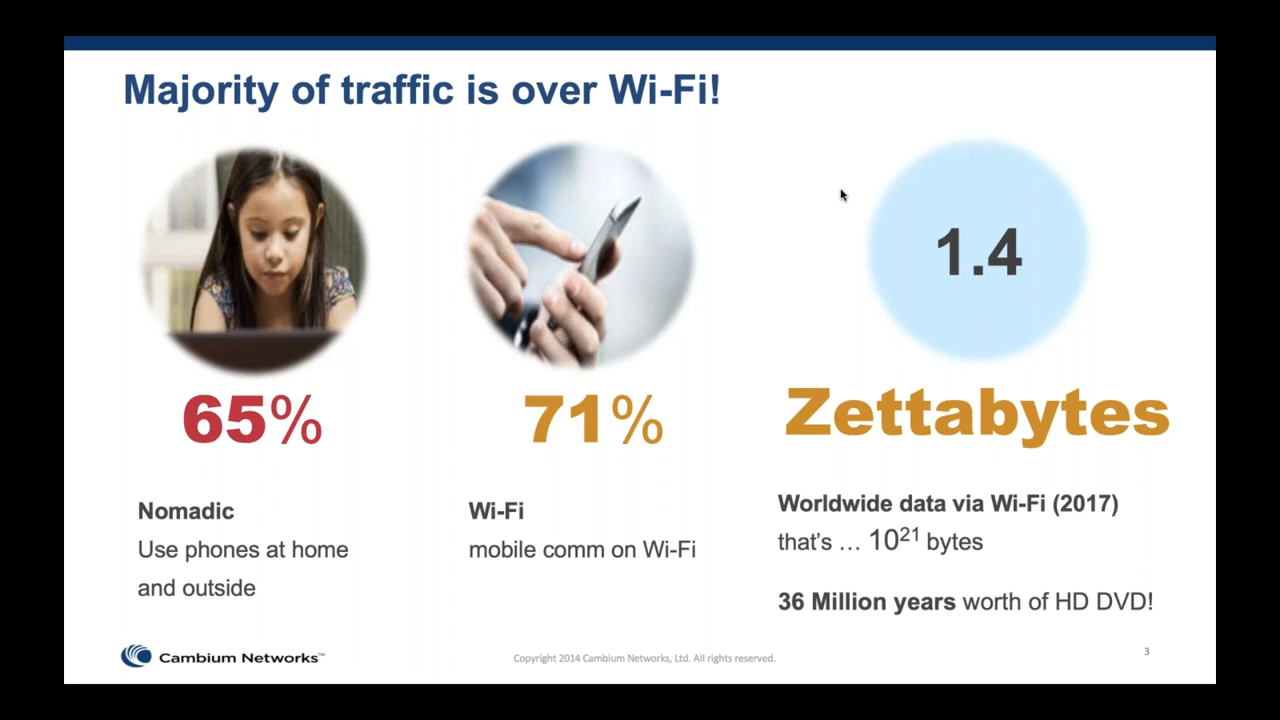 Majority of traffic is over Wi-Fi!
65%
Nomadic
Use phones at home
and outside
71%
Wi-Fi
mobile comm on Wi-Fi
1.4
Zettabytes
Worldwide data via Wi-Fi (2017)
that's … 10²¹ bytes
36 Million years worth of HD DVD!
Cambium Networks™
Copyright 2014 Cambium Networks, Ltd. All rights reserved.
3